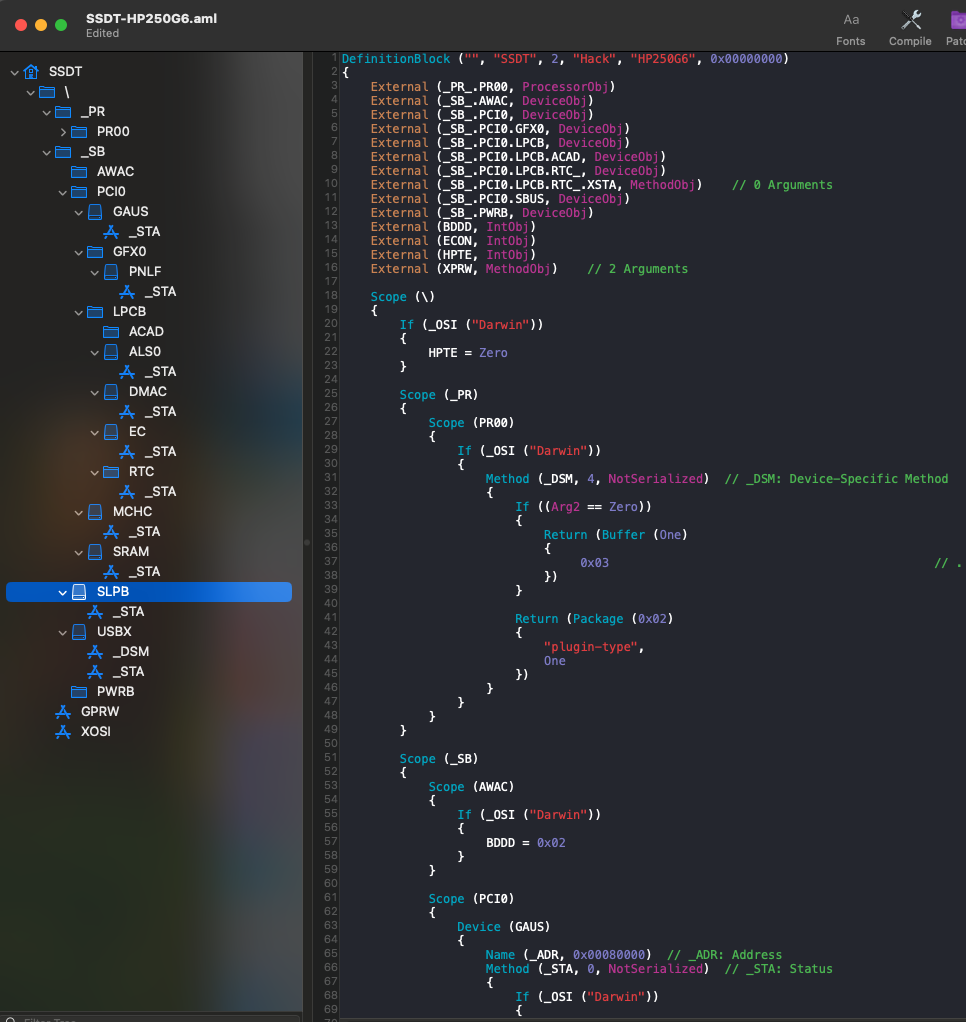 SSDT-HP250G6.aml
Edited
Aa
Fonts
Compile
SSDT
\
_PR
PR00
_SB
AWAC
PCI0
GAUS
_STA
GFX0
PNLF
_STA
LPCB
ACAD
ALS0
_STA
DMAC
_STA
EC
_STA
RTC
_STA
MCHC
_STA
SRAM
_STA
SLPB
_STA
USBX
_DSM
_STA
PWRB
GPRW
XOSI
1 DefinitionBlock ("", "SSDT", 2, "Hack", "HP250G6", 0x00000000)
2 {
3 External (_PR_.PR00, ProcessorObj)
4 External (_SB_.AWAC, DeviceObj)
5 External (_SB_.PCI0, DeviceObj)
6 External (_SB_.PCI0.GFX0, DeviceObj)
7 External (_SB_.PCI0.LPCB, DeviceObj)
8 External (_SB_.PCI0.LPCB.ACAD, DeviceObj)
9 External (_SB_.PCI0.LPCB.RTC_, DeviceObj)
10 External (_SB_.PCI0.LPCB.RTC_.XSTA, MethodObj)    // 0 Arguments
11 External (_SB_.PCI0.SBUS, DeviceObj)
12 External (_SB_.PWRB, DeviceObj)
13 External (BDDD, IntObj)
14 External (ECON, IntObj)
15 External (HPTE, IntObj)
16 External (XPRW, MethodObj)    // 2 Arguments
17
18 Scope (\)
19 {
20 If (_OSI ("Darwin"))
21 {
22 HPTE = Zero
23 }
24
25 Scope (_PR)
26 {
27 Scope (PR00)
28 {
29 If (_OSI ("Darwin"))
30 {
31 Method (_DSM, 4, NotSerialized)  // _DSM: Device-Specific Method
32 {
33 If ((Arg2 == Zero))
34 {
35 Return (Buffer (One)
36 {
37 0x03    // .
38 })
39 }
40
41 Return (Package (0x02)
42 {
43 "plugin-type",
44 One
45 })
46 }
47 }
48 }
49 }
50
51 Scope (_SB)
52 {
53 Scope (AWAC)
54 {
55 If (_OSI ("Darwin"))
56 {
57 BDDD = 0x02
58 }
59 }
60
61 Scope (PCI0)
62 {
63 Device (GAUS)
64 {
65 Name (_ADR, 0x00080000)  // _ADR: Address
66 Method (_STA, 0, NotSerialized)  // _STA: Status
67 {
68 If (_OSI ("Darwin"))
69 {